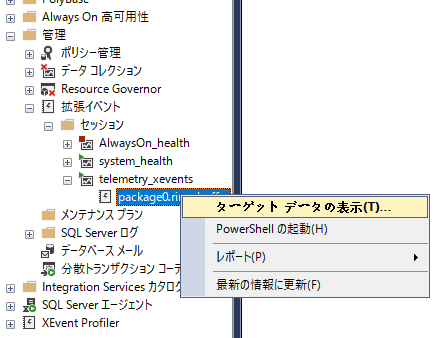 PolyBase
Always On 高可用性
管理
ポリシー管理
データ コレクション
Resource Governor
拡張イベント
セッション
AlwaysOn_health
system_health
telemetry_xevents
package0.ring_buffer
ターゲット データの表示(T)...
メンテナンス プラン
PowerShell の起動(H)
SQL Server ログ
データベース メール
レポート(P)
分散トランザクション コーデ
Integration Services カタログ
最新の情報に更新(F)
SQL Server エージェント
XEvent Profiler